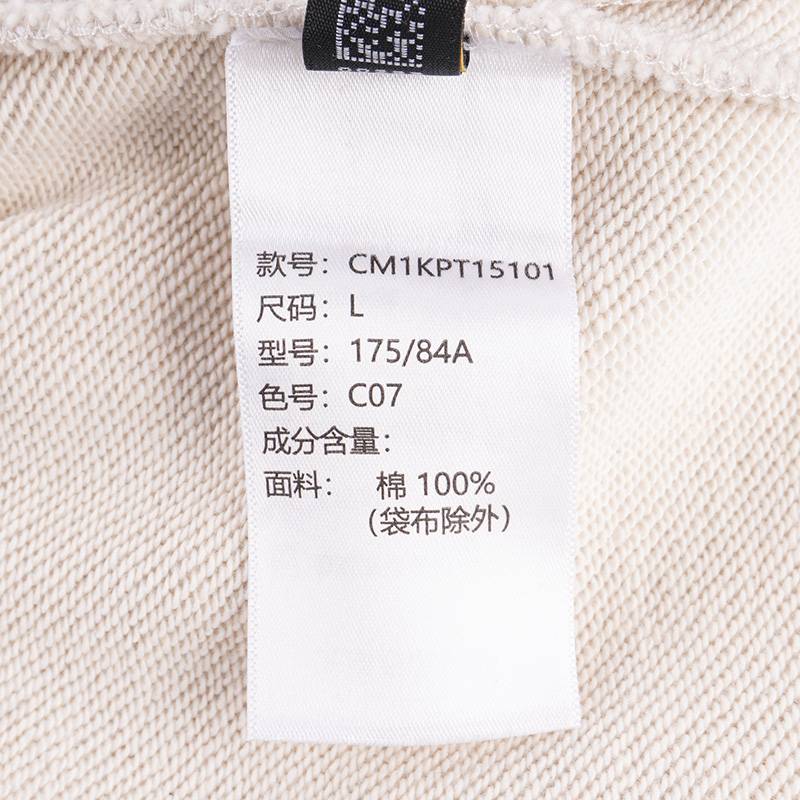 款号：CM1KPT15101
尺码：L
型号：175/84A
色号：C07
成分含量：
面料： 棉 100%
（袋布除外）